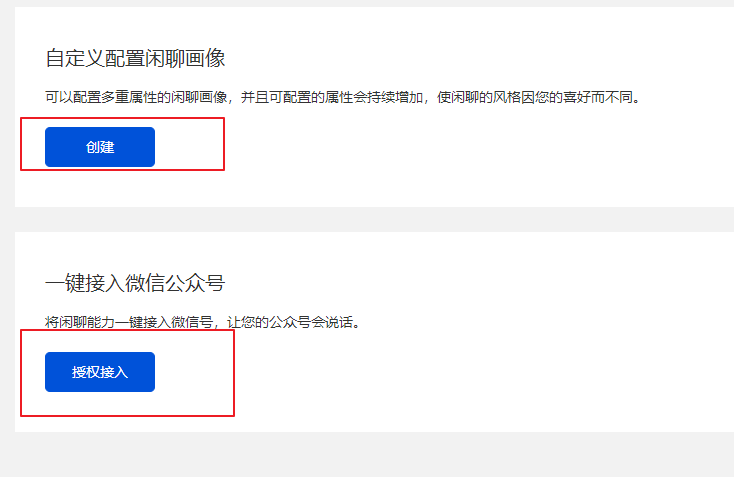 自定义配置闲聊画像
可以配置多重属性的闲聊画像，并且可配置的属性会持续增加，使闲聊的风格因您的喜好而不同。
创建
一键接入微信公众号
将闲聊能力一键接入微信号，让您的公众号会说话。
授权接入